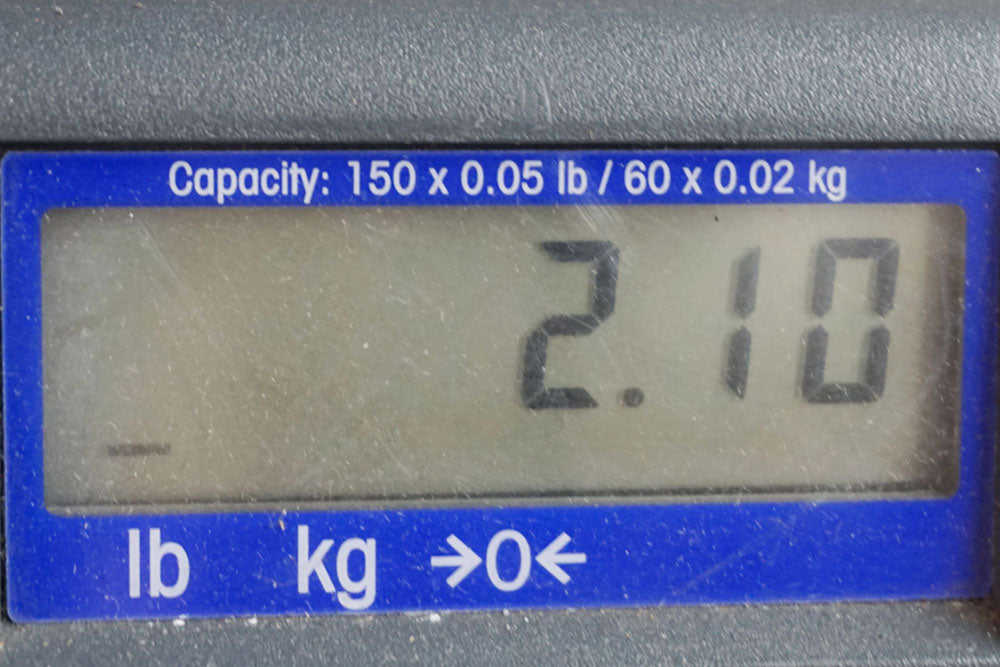 Capacity: 150 x 0.05 lb / 60 x 0.02 kg
2.10
lb kg →0←